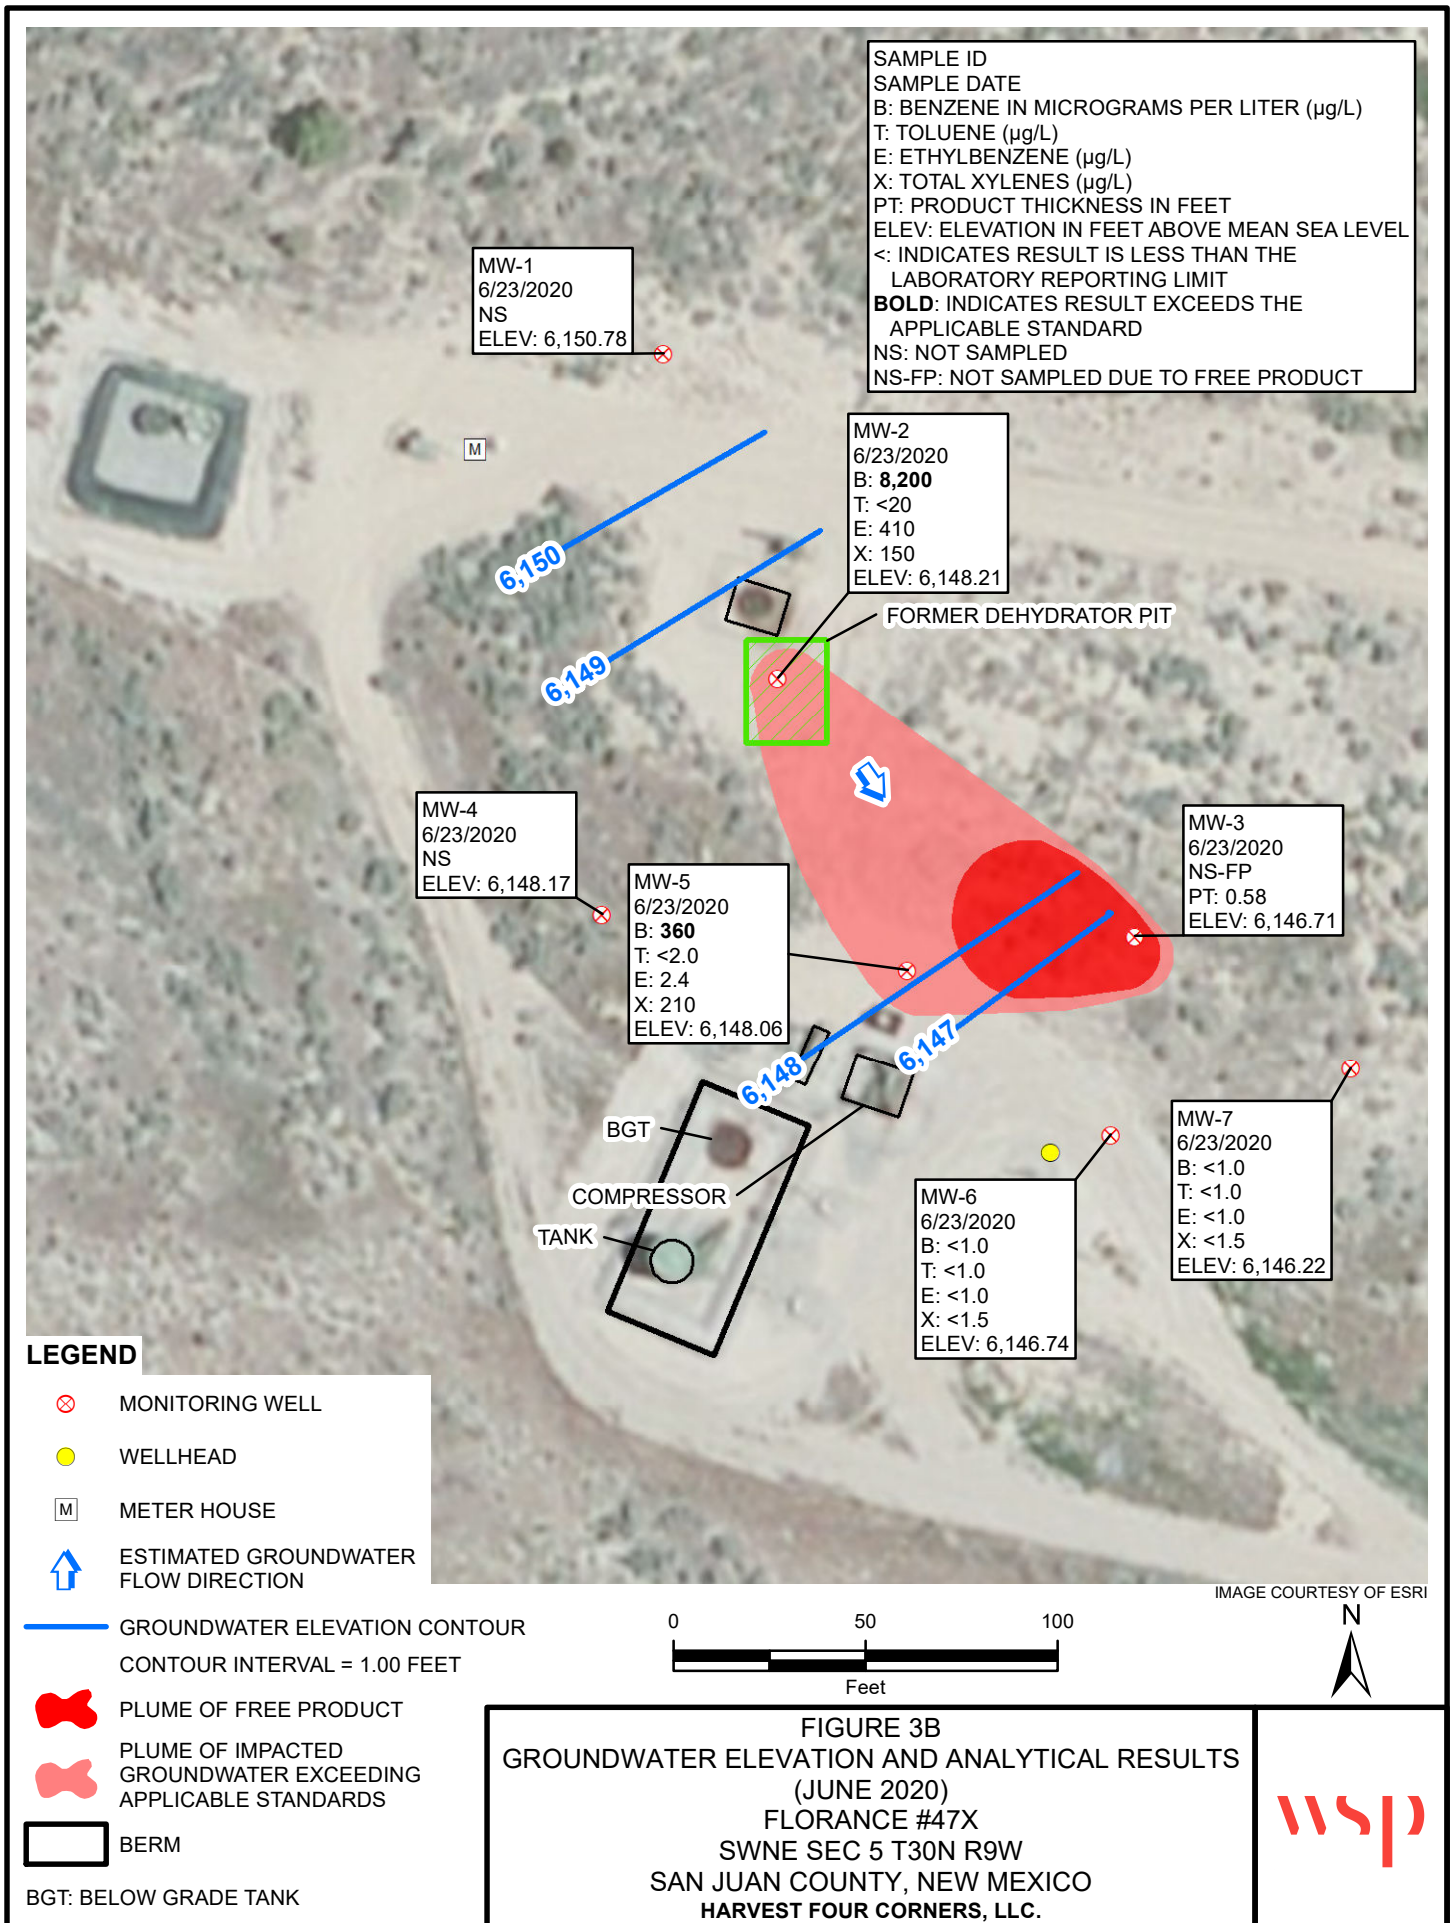 SAMPLE ID
SAMPLE DATE
B: BENZENE IN MICROGRAMS PER LITER (µg/L)
T: TOLUENE (µg/L)
E: ETHYLBENZENE (µg/L)
X: TOTAL XYLENES (µg/L)
PT: PRODUCT THICKNESS IN FEET
ELEV: ELEVATION IN FEET ABOVE MEAN SEA LEVEL
<: INDICATES RESULT IS LESS THAN THE
LABORATORY REPORTING LIMIT
BOLD: INDICATES RESULT EXCEEDS THE
APPLICABLE STANDARD
NS: NOT SAMPLED
NS-FP: NOT SAMPLED DUE TO FREE PRODUCT
MW-1
6/23/2020
NS
ELEV: 6,150.78
M
MW-2
6/23/2020
B: 8,200
T: <20
E: 410
X: 150
ELEV: 6,148.21
6,150
FORMER DEHYDRATOR PIT
6,149
MW-4
6/23/2020
NS
ELEV: 6,148.17
MW-3
6/23/2020
NS-FP
PT: 0.58
ELEV: 6,146.71
MW-5
6/23/2020
B: 360
T: <2.0
E: 2.4
X: 210
ELEV: 6,148.06
6,148
6,147
BGT
COMPRESSOR
TANK
MW-7
6/23/2020
B: <1.0
T: <1.0
E: <1.0
X: <1.5
ELEV: 6,146.22
MW-6
6/23/2020
B: <1.0
T: <1.0
E: <1.0
X: <1.5
ELEV: 6,146.74
LEGEND
MONITORING WELL
WELLHEAD
M METER HOUSE
ESTIMATED GROUNDWATER
FLOW DIRECTION
GROUNDWATER ELEVATION CONTOUR
CONTOUR INTERVAL = 1.00 FEET
PLUME OF FREE PRODUCT
PLUME OF IMPACTED
GROUNDWATER EXCEEDING
APPLICABLE STANDARDS
BERM
BGT: BELOW GRADE TANK
IMAGE COURTESY OF ESRI
0 50 100
Feet
N
FIGURE 3B
GROUNDWATER ELEVATION AND ANALYTICAL RESULTS
(JUNE 2020)
FLORANCE #47X
SWNE SEC 5 T30N R9W
SAN JUAN COUNTY, NEW MEXICO
HARVEST FOUR CORNERS, LLC.
wsp